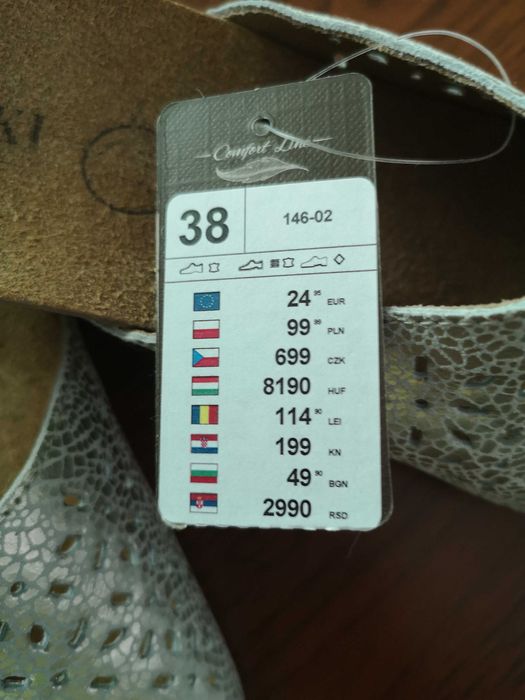 Comfort Line
38
146-02
24 95 EUR
99 99 PLN
699 CZK
8190 HUF
114 90 LEI
199 KN
49 90 BGN
2990 RSD